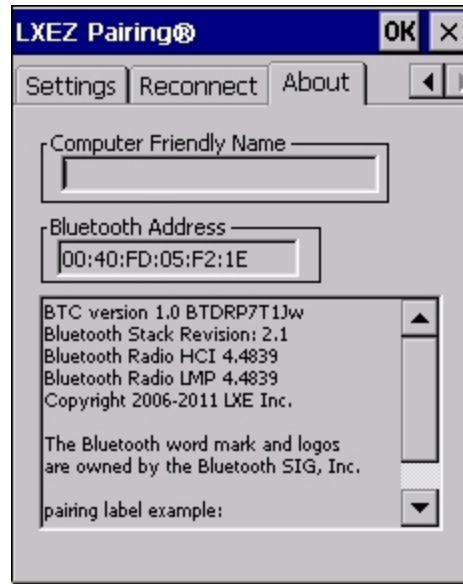 LXEZ Pairing® OK ×
Settings Reconnect About
Computer Friendly Name
Bluetooth Address
00:40:FD:05:F2:1E
BTC version 1.0 BTDRP7T1Jw
Bluetooth Stack Revision: 2.1
Bluetooth Radio HCI 4.4839
Bluetooth Radio LMP 4.4839
Copyright 2006-2011 LXE Inc.
The Bluetooth word mark and logos
are owned by the Bluetooth SIG, Inc.
pairing label example: